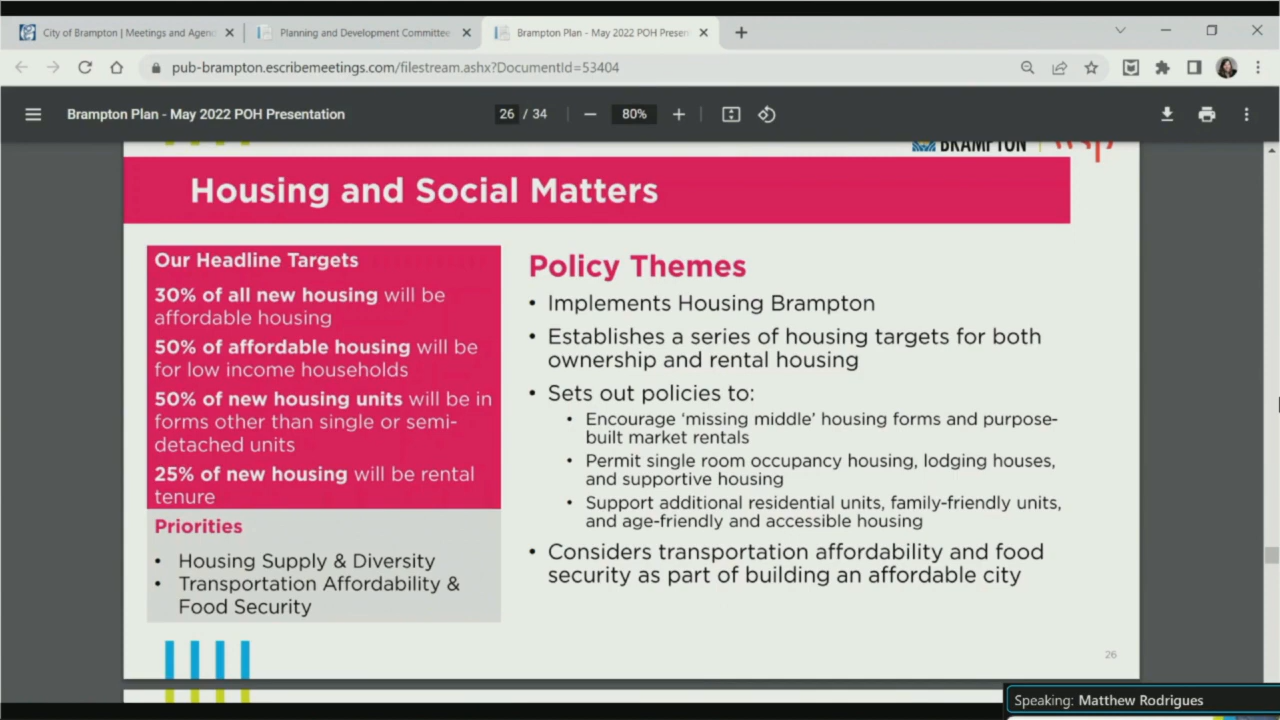 City of Brampton | Meetings and Agen
Planning and Development Committee
Brampton Plan - May 2022 POH Presen
pub-brampton.escribemeetings.com/filestream.ashx?DocumentId=53404
Brampton Plan - May 2022 POH Presentation
26 / 34
80%
BRAMPTON
Housing and Social Matters
Our Headline Targets
30% of all new housing will be
affordable housing
50% of affordable housing will be
for low income households
50% of new housing units will be in
forms other than single or semi-
detached units
25% of new housing will be rental
tenure
Priorities
• Housing Supply & Diversity
• Transportation Affordability &
Food Security
Policy Themes
• Implements Housing Brampton
• Establishes a series of housing targets for both
ownership and rental housing
• Sets out policies to:
• Encourage ‘missing middle’ housing forms and purpose-
built market rentals
• Permit single room occupancy housing, lodging houses,
and supportive housing
• Support additional residential units, family-friendly units,
and age-friendly and accessible housing
• Considers transportation affordability and food
security as part of building an affordable city
26
Speaking: Matthew Rodrigues